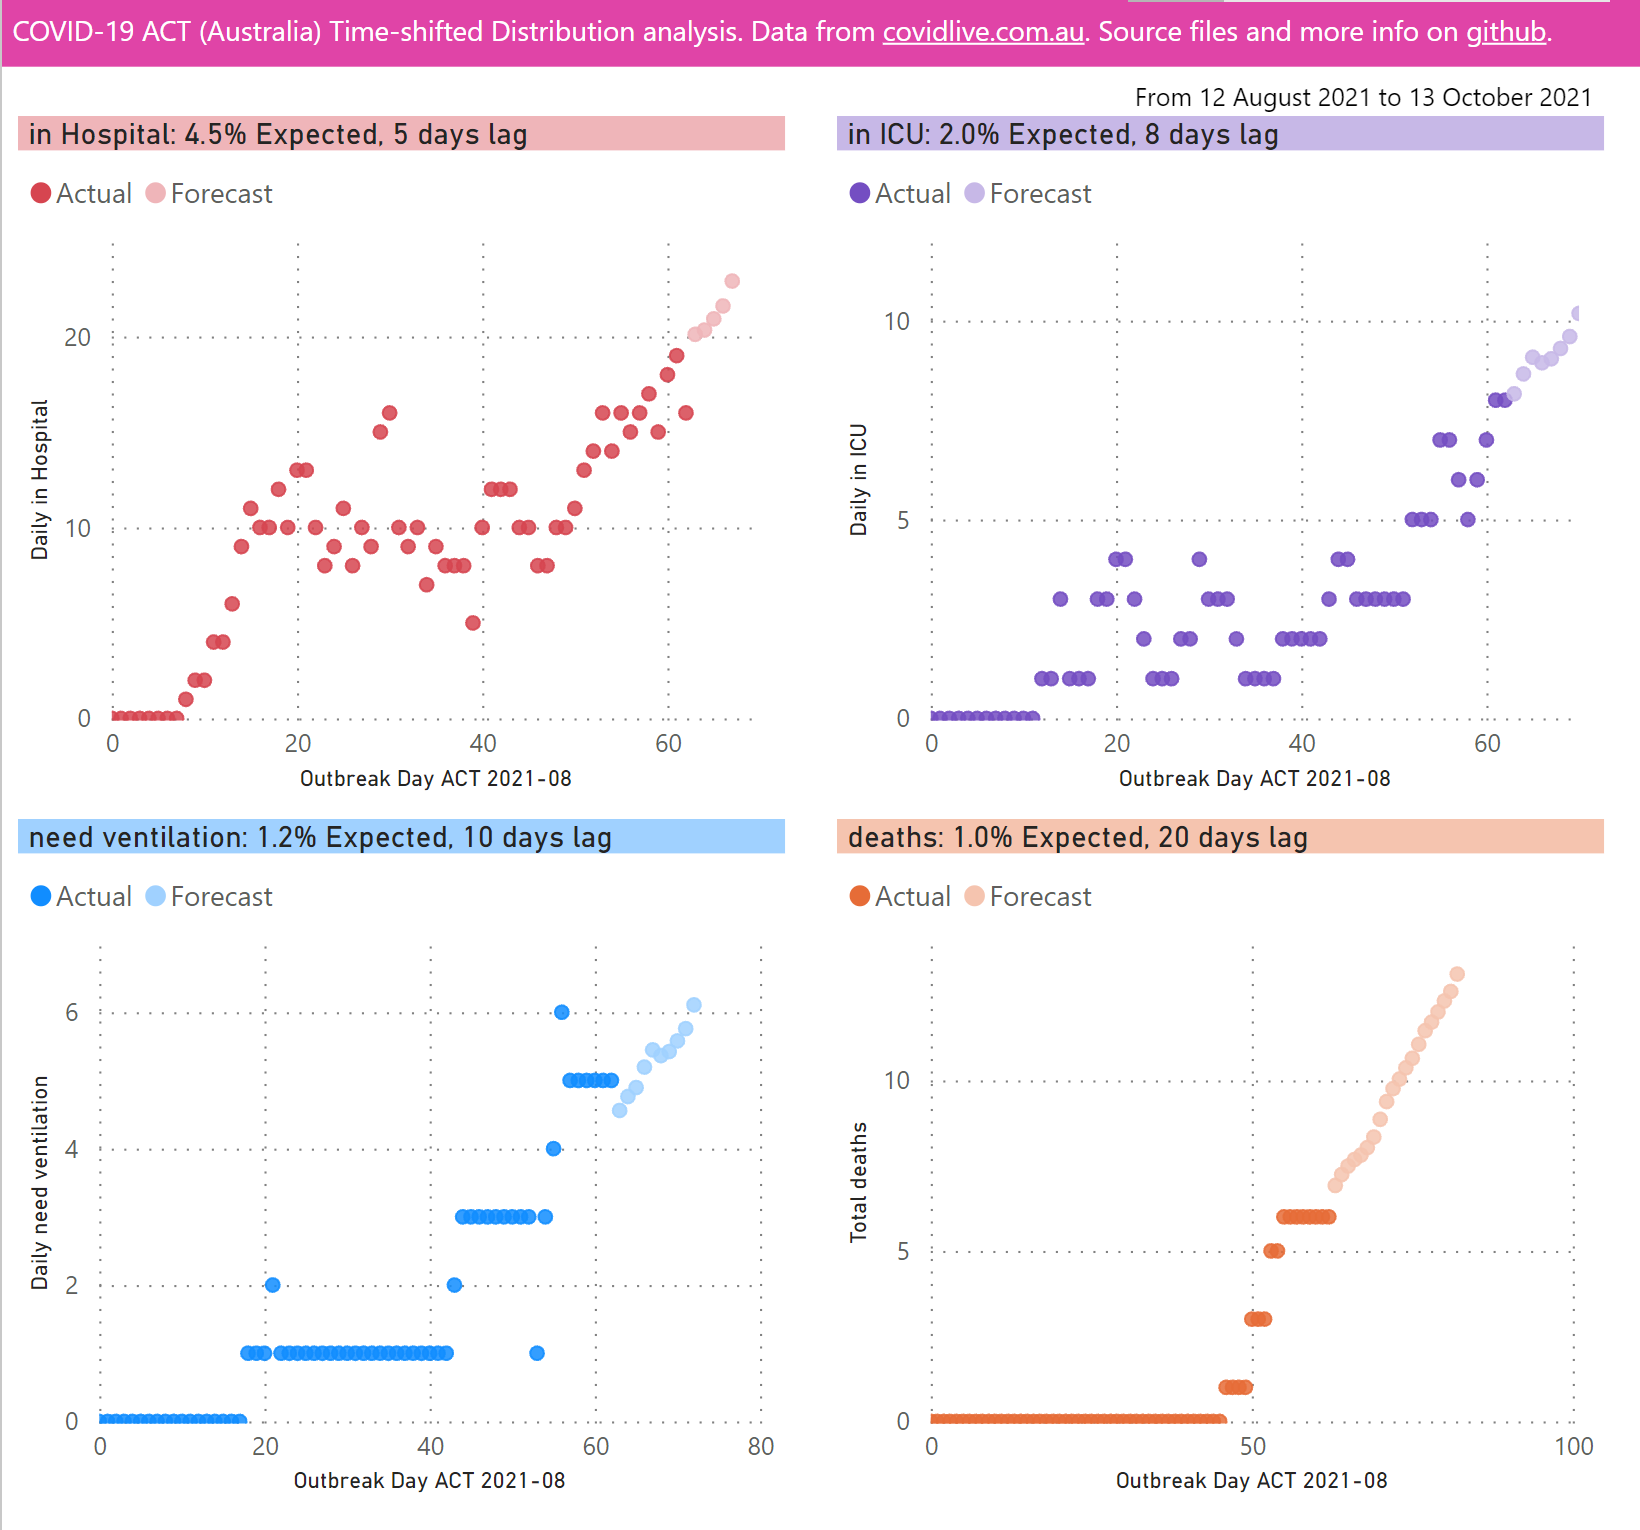 COVID-19 ACT (Australia) Time-shifted Distribution analysis. Data from covidlive.com.au. Source files and more info on github.
From 12 August 2021 to 13 October 2021
in Hospital: 4.5% Expected, 5 days lag
Actual Forecast
Daily in Hospital
20
10
0
0 20 40 60
Outbreak Day ACT 2021-08
in ICU: 2.0% Expected, 8 days lag
Actual Forecast
Daily in ICU
10
5
0
0 20 40 60
Outbreak Day ACT 2021-08
need ventilation: 1.2% Expected, 10 days lag
Actual Forecast
Daily need ventilation
6
4
2
0
0 20 40 60 80
Outbreak Day ACT 2021-08
deaths: 1.0% Expected, 20 days lag
Actual Forecast
Total deaths
10
5
0
0 50 100
Outbreak Day ACT 2021-08